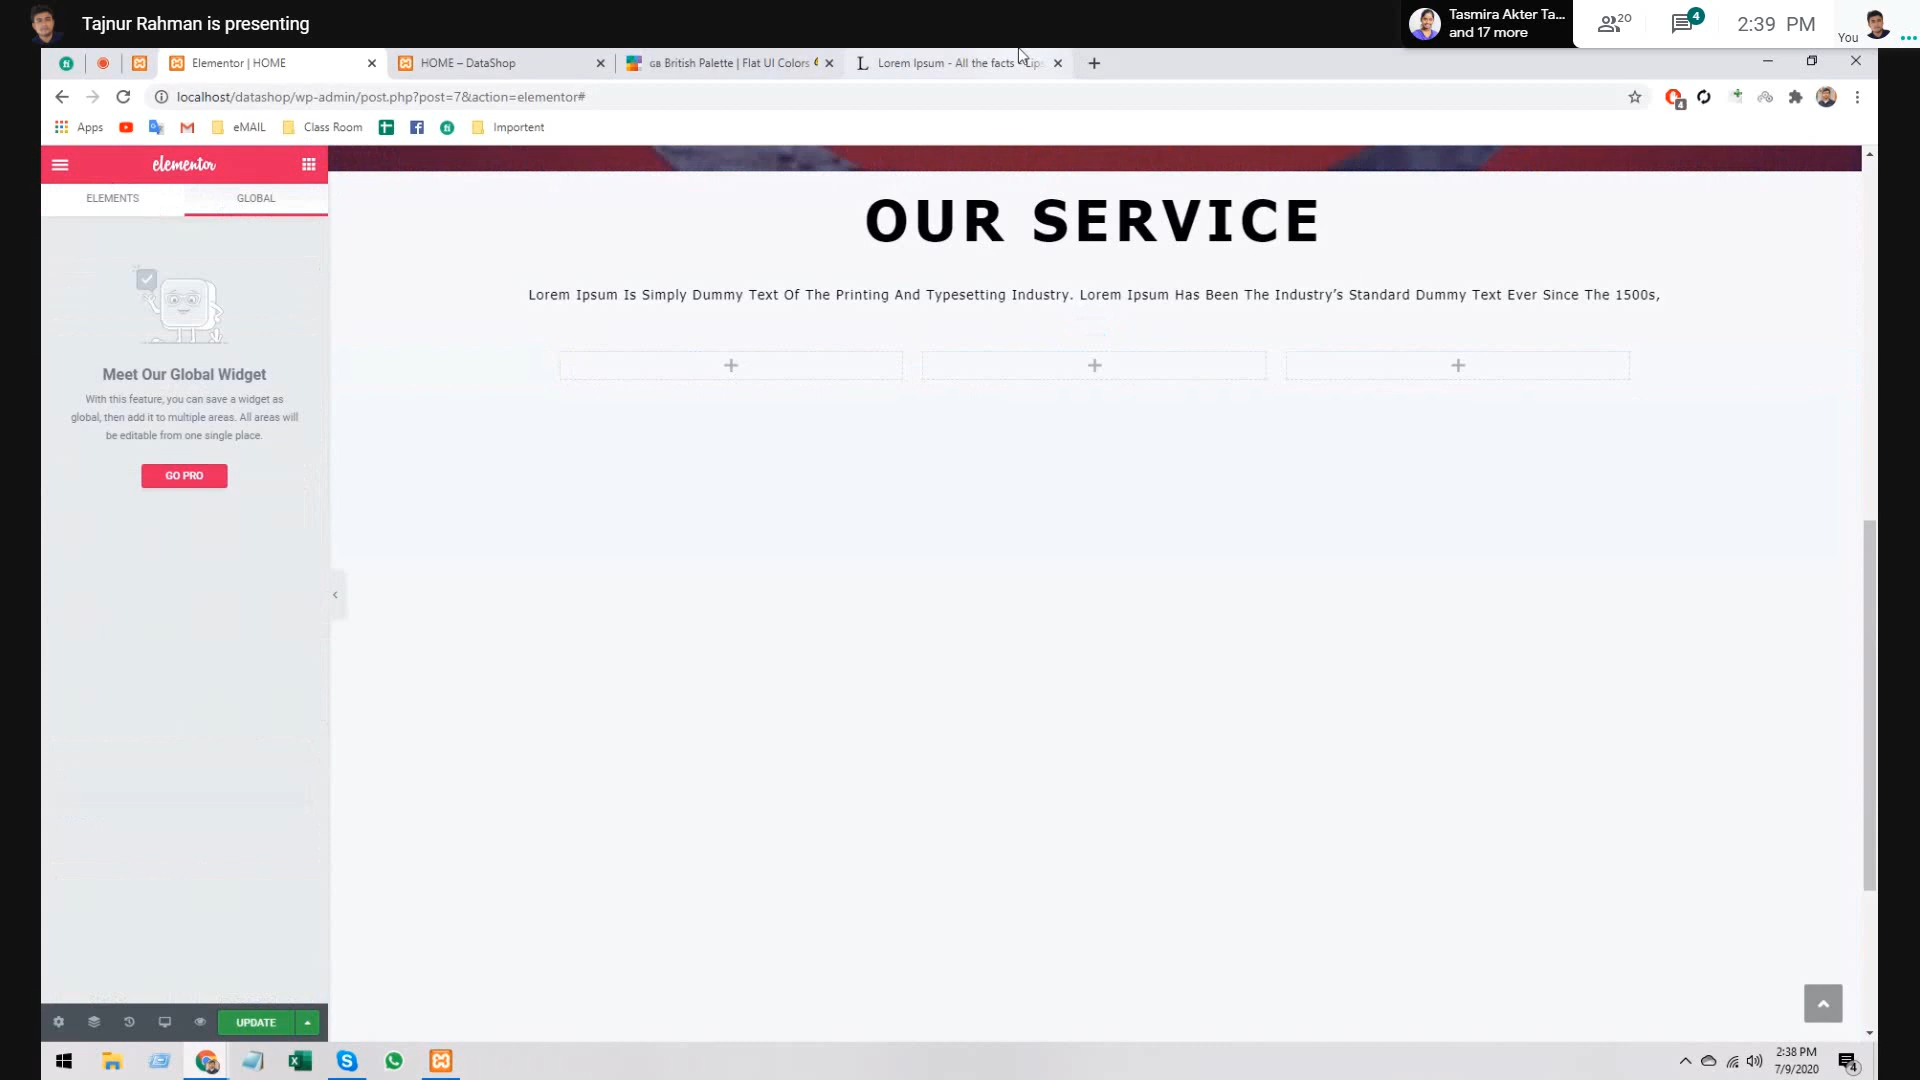 Tajnur Rahman is presenting
Tasmira Akter Ta...
and 17 more
20
4
2:39 PM
You
Elementor | HOME
HOME – DataShop
GB British Palette | Flat UI Colors
Lorem Ipsum - All the facts
localhost/datashop/wp-admin/post.php?post=7&action=elementor#
4
Apps
eMAIL
Class Room
Importent
elementor
ELEMENTS
GLOBAL
Meet Our Global Widget
With this feature, you can save a widget as
global, then add it to multiple areas. All areas will
be editable from one single place.
GO PRO
OUR SERVICE
Lorem Ipsum Is Simply Dummy Text Of The Printing And Typesetting Industry. Lorem Ipsum Has Been The Industry’s Standard Dummy Text Ever Since The 1500s,
UPDATE
2:38 PM
7/9/2020
4